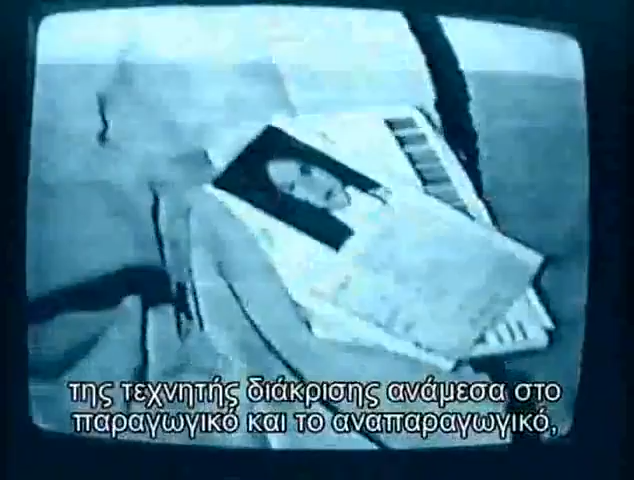 της τεχνητής διάκρισης ανάμεσα στο
παραγωγικό και το αναπαραγωγικό,